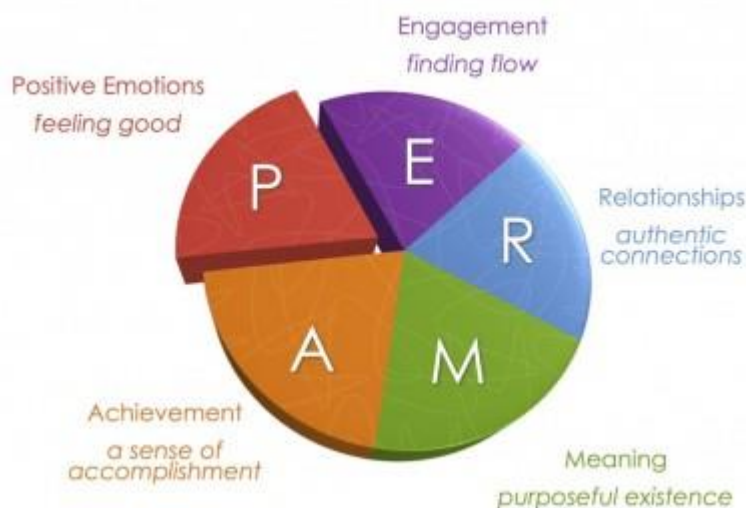 Positive Emotions
feeling good
P
Engagement
finding flow
E
Relationships
authentic
connections
R
Meaning
purposeful existence
M
Achievement
a sense of
accomplishment
A